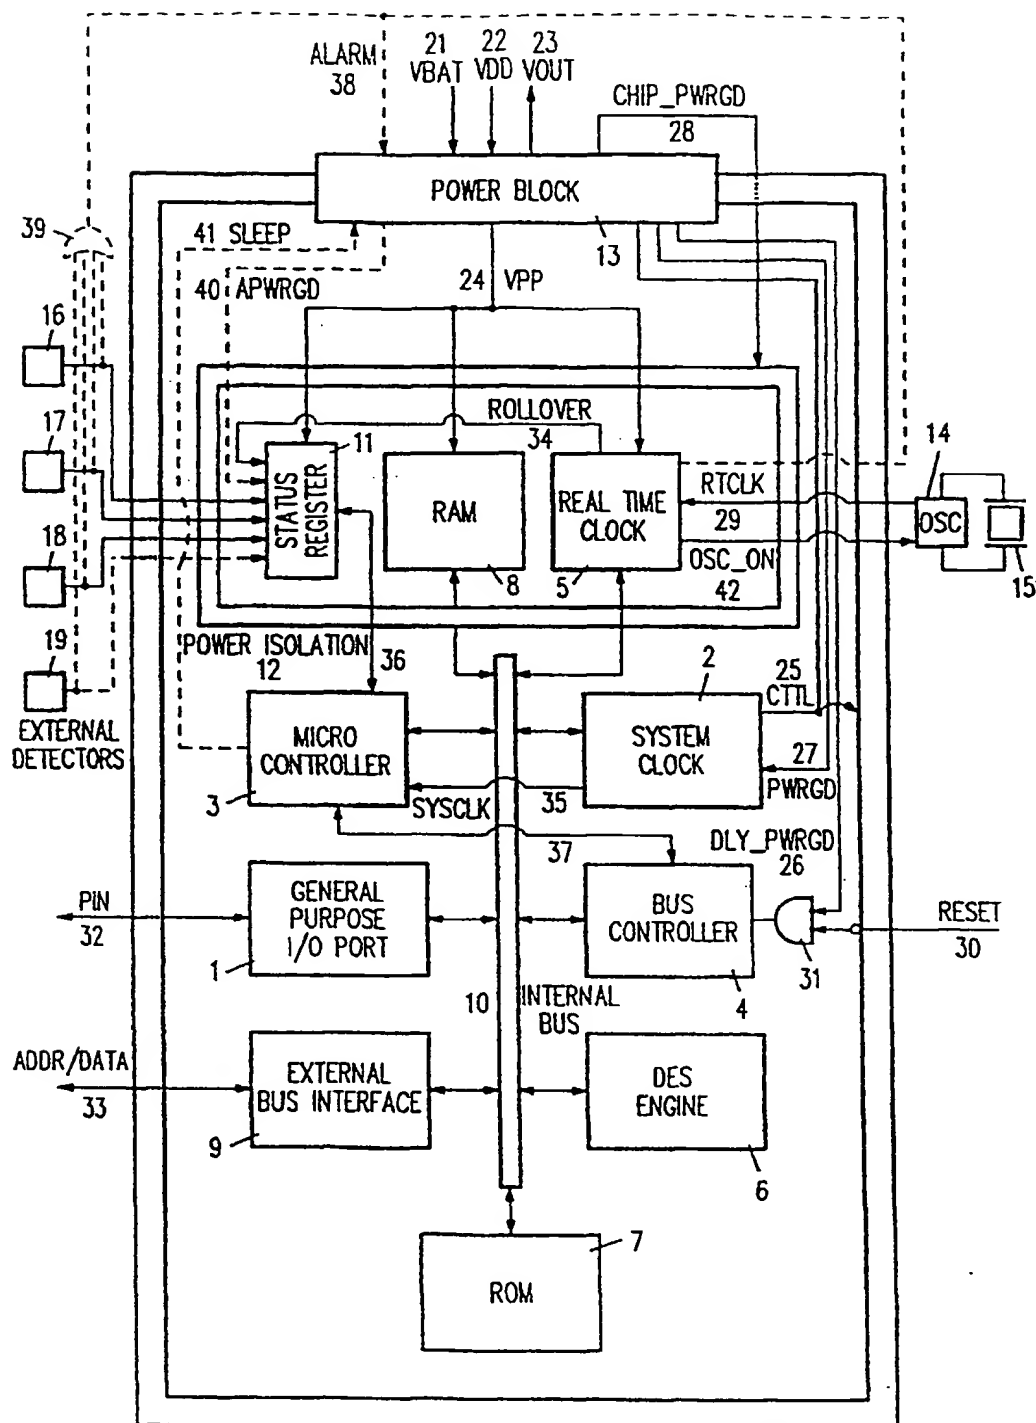 ALARM
38
21
VBAT
22
VDD
23
VOUT
CHIP_PWRGD
28
POWER BLOCK
13
39
41 SLEEP
40 APWRGD
24 VPP
16
17
18
19
EXTERNAL
DETECTORS
ROLLOVER
34
11
STATUS
REGISTER
RAM
8
REAL TIME
CLOCK
5
RTCLK
29
OSC_ON
42
14
OSC
15
POWER ISOLATION
12
36
MICRO
CONTROLLER
3
SYSCLK
35
2
SYSTEM
CLOCK
25
CTTL
27
PWRGD
37
DLY_PWRGD
26
PIN
32
GENERAL
PURPOSE
I/O PORT
1
BUS
CONTROLLER
4
31
RESET
30
10
INTERNAL
BUS
ADDR/DATA
33
EXTERNAL
BUS INTERFACE
9
DES
ENGINE
6
7
ROM